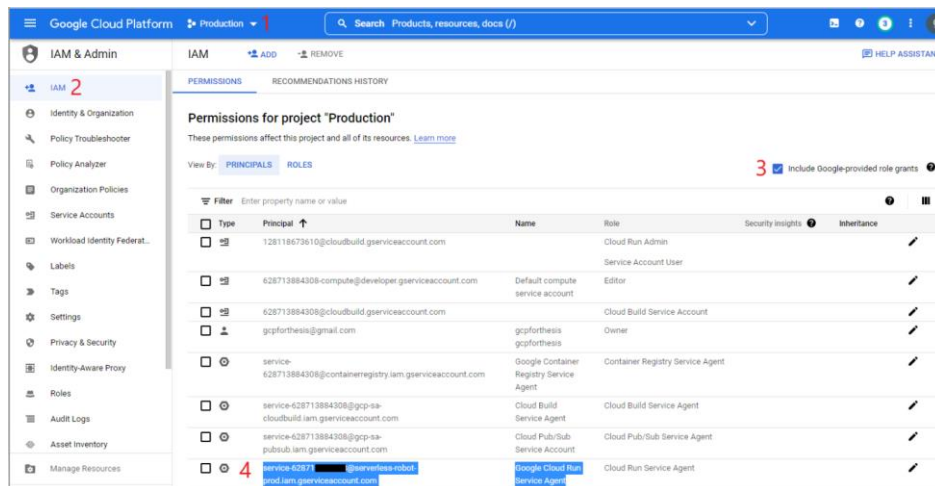 Google Cloud Platform Production 1 Search Products, resources, docs (/) 3
IAM & Admin IAM ADD REMOVE HELP ASSISTAN
IAM 2 PERMISSIONS RECOMMENDATIONS HISTORY
Identity & Organization
Policy Troubleshooter
Policy Analyzer
Organization Policies
Service Accounts
Workload Identity Federat...
Labels
Tags
Settings
Privacy & Security
Identity-Aware Proxy
Roles
Audit Logs
Asset Inventory
Manage Resources
Permissions for project "Production"
These permissions affect this project and all of its resources. Learn more
View By: PRINCIPALS ROLES
3 Include Google-provided role grants
Filter Enter property name or value
Type Principal Name Role Security insights Inheritance
128118673610@cloudbuild.gserviceaccount.com Cloud Run Admin
Service Account User
628713884308-compute@developer.gserviceaccount.com Default compute Editor
service account
628713884308@cloudbuild.gserviceaccount.com Cloud Build Service Account
gcpforthesis@gmail.com gcpforthesis Owner
gcpforthesis
service- Google Container Container Registry Service Agent
628713884308@containerregistry.iam.gserviceaccount.com Registry Service
Agent
service-628713884308@gcp-sa- Cloud Build Cloud Build Service Agent
cloudbuild.iam.gserviceaccount.com Service Agent
service-628713884308@gcp-sa- Cloud Pub/Sub Cloud Pub/Sub Service Agent
pubsub.iam.gserviceaccount.com Service Account
4 service-62871 @serverless-robot- Google Cloud Run Cloud Run Service Agent
prod.iam.gserviceaccount.com Service Agent